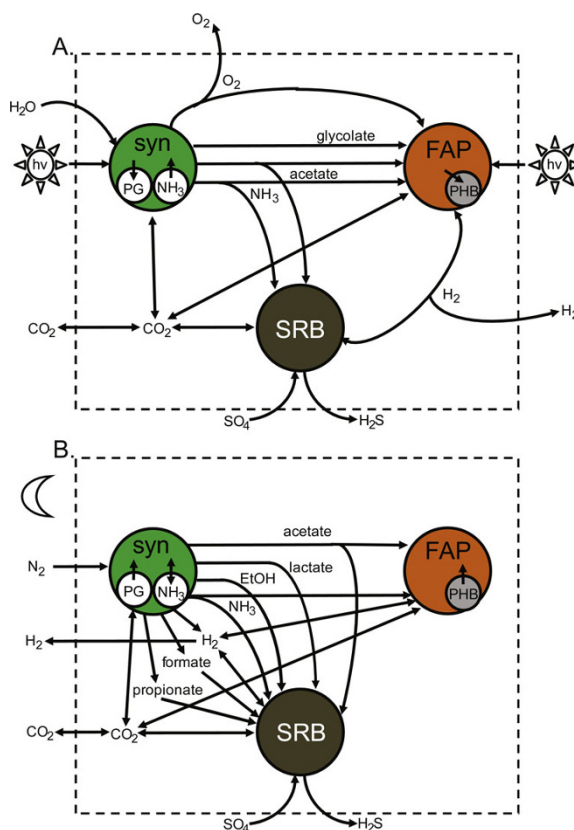 A.
O2
O2
H2O
syn
glycolate
FAP
hv
hv
PG
NH3
acetate
PHB
NH3
H2
H2
CO2
CO2
SRB
SO4
H2S
B.
syn
acetate
FAP
lactate
N2
EtOH
PG
NH3
NH3
PHB
H2
H2
formate
propionate
CO2
CO2
SRB
SO4
H2S